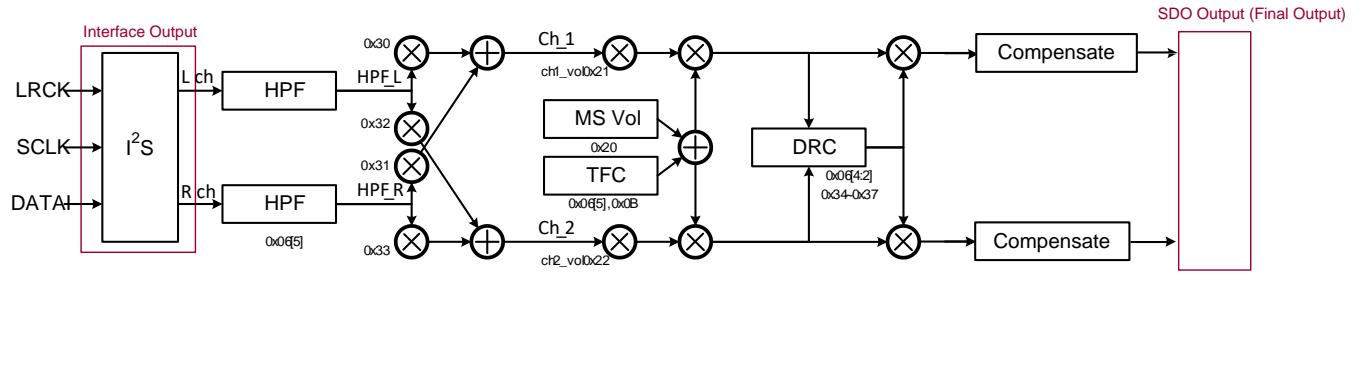 SDO Output (Final Output)
Interface Output
LRCK
SCLK
DATAI
I²S
L ch
R ch
HPF
HPF
0x06[5]
HPF_L
HPF_R
0x30
0x32
0x31
0x33
Ch_1
ch1_vol0x21
Ch_2
ch2_vol0x22
MS Vol
0x20
TFC
0x06[5],0x0B
DRC
0x06[4:2]
0x34~0x37
Compensate
Compensate